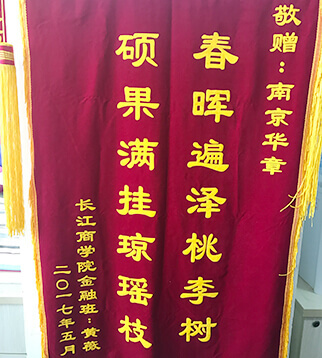 敬赠：南京华章
春晖遍泽桃李树
硕果满挂琼瑶枝
长江商学院金融班：黄薇
二〇一七年五月